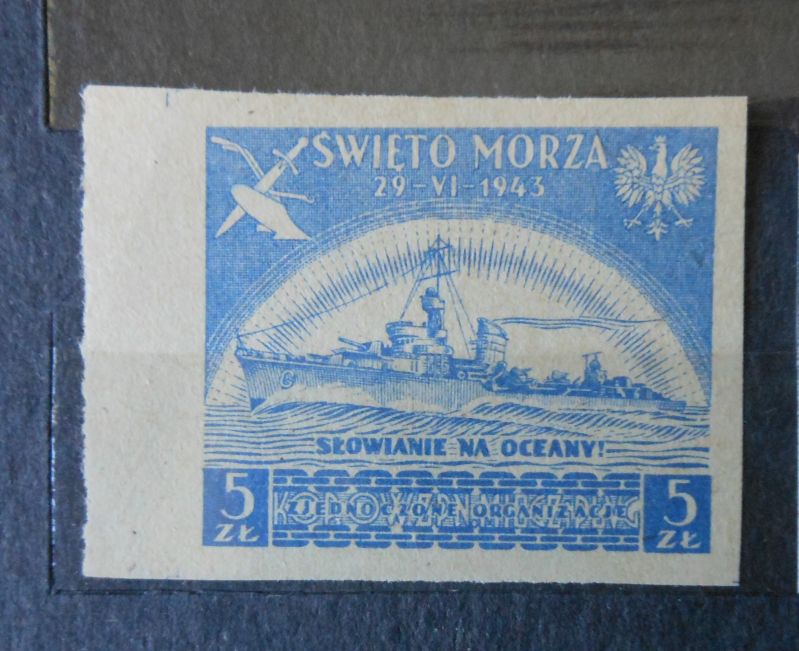 ŚWIĘTO MORZA
29-VI-1943
G
SŁOWIANIE NA OCEANY!
5 ZŁ
ZJEDNOCZONE ORGANIZACJE
5 ZŁ